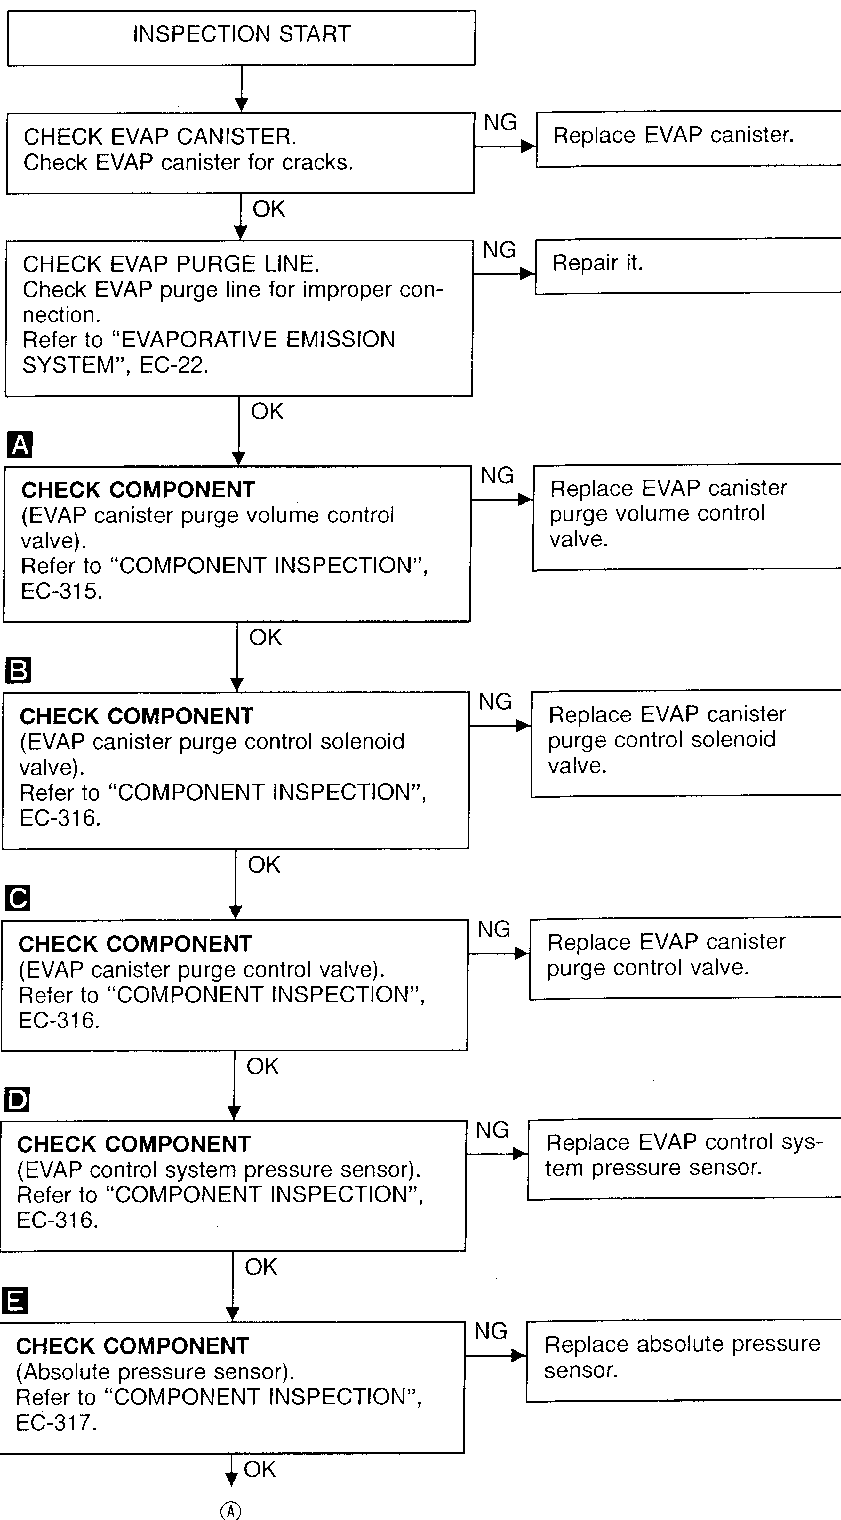 INSPECTION START
CHECK EVAP CANISTER.
Check EVAP canister for cracks.
NG
Replace EVAP canister.
OK
CHECK EVAP PURGE LINE.
Check EVAP purge line for improper con-
nection.
Refer to “EVAPORATIVE EMISSION
SYSTEM”, EC-22.
NG
Repair it.
OK
A
CHECK COMPONENT
(EVAP canister purge volume control
valve).
Refer to “COMPONENT INSPECTION”,
EC-315.
NG
Replace EVAP canister
purge volume control
valve.
OK
B
CHECK COMPONENT
(EVAP canister purge control solenoid
valve).
Refer to “COMPONENT INSPECTION”,
EC-316.
NG
Replace EVAP canister
purge control solenoid
valve.
OK
C
CHECK COMPONENT
(EVAP canister purge control valve).
Refer to “COMPONENT INSPECTION”,
EC-316.
NG
Replace EVAP canister
purge control valve.
OK
D
CHECK COMPONENT
(EVAP control system pressure sensor).
Refer to “COMPONENT INSPECTION”,
EC-316.
NG
Replace EVAP control sys-
tem pressure sensor.
OK
E
CHECK COMPONENT
(Absolute pressure sensor).
Refer to “COMPONENT INSPECTION”,
EC-317.
NG
Replace absolute pressure
sensor.
OK
Ⓐ